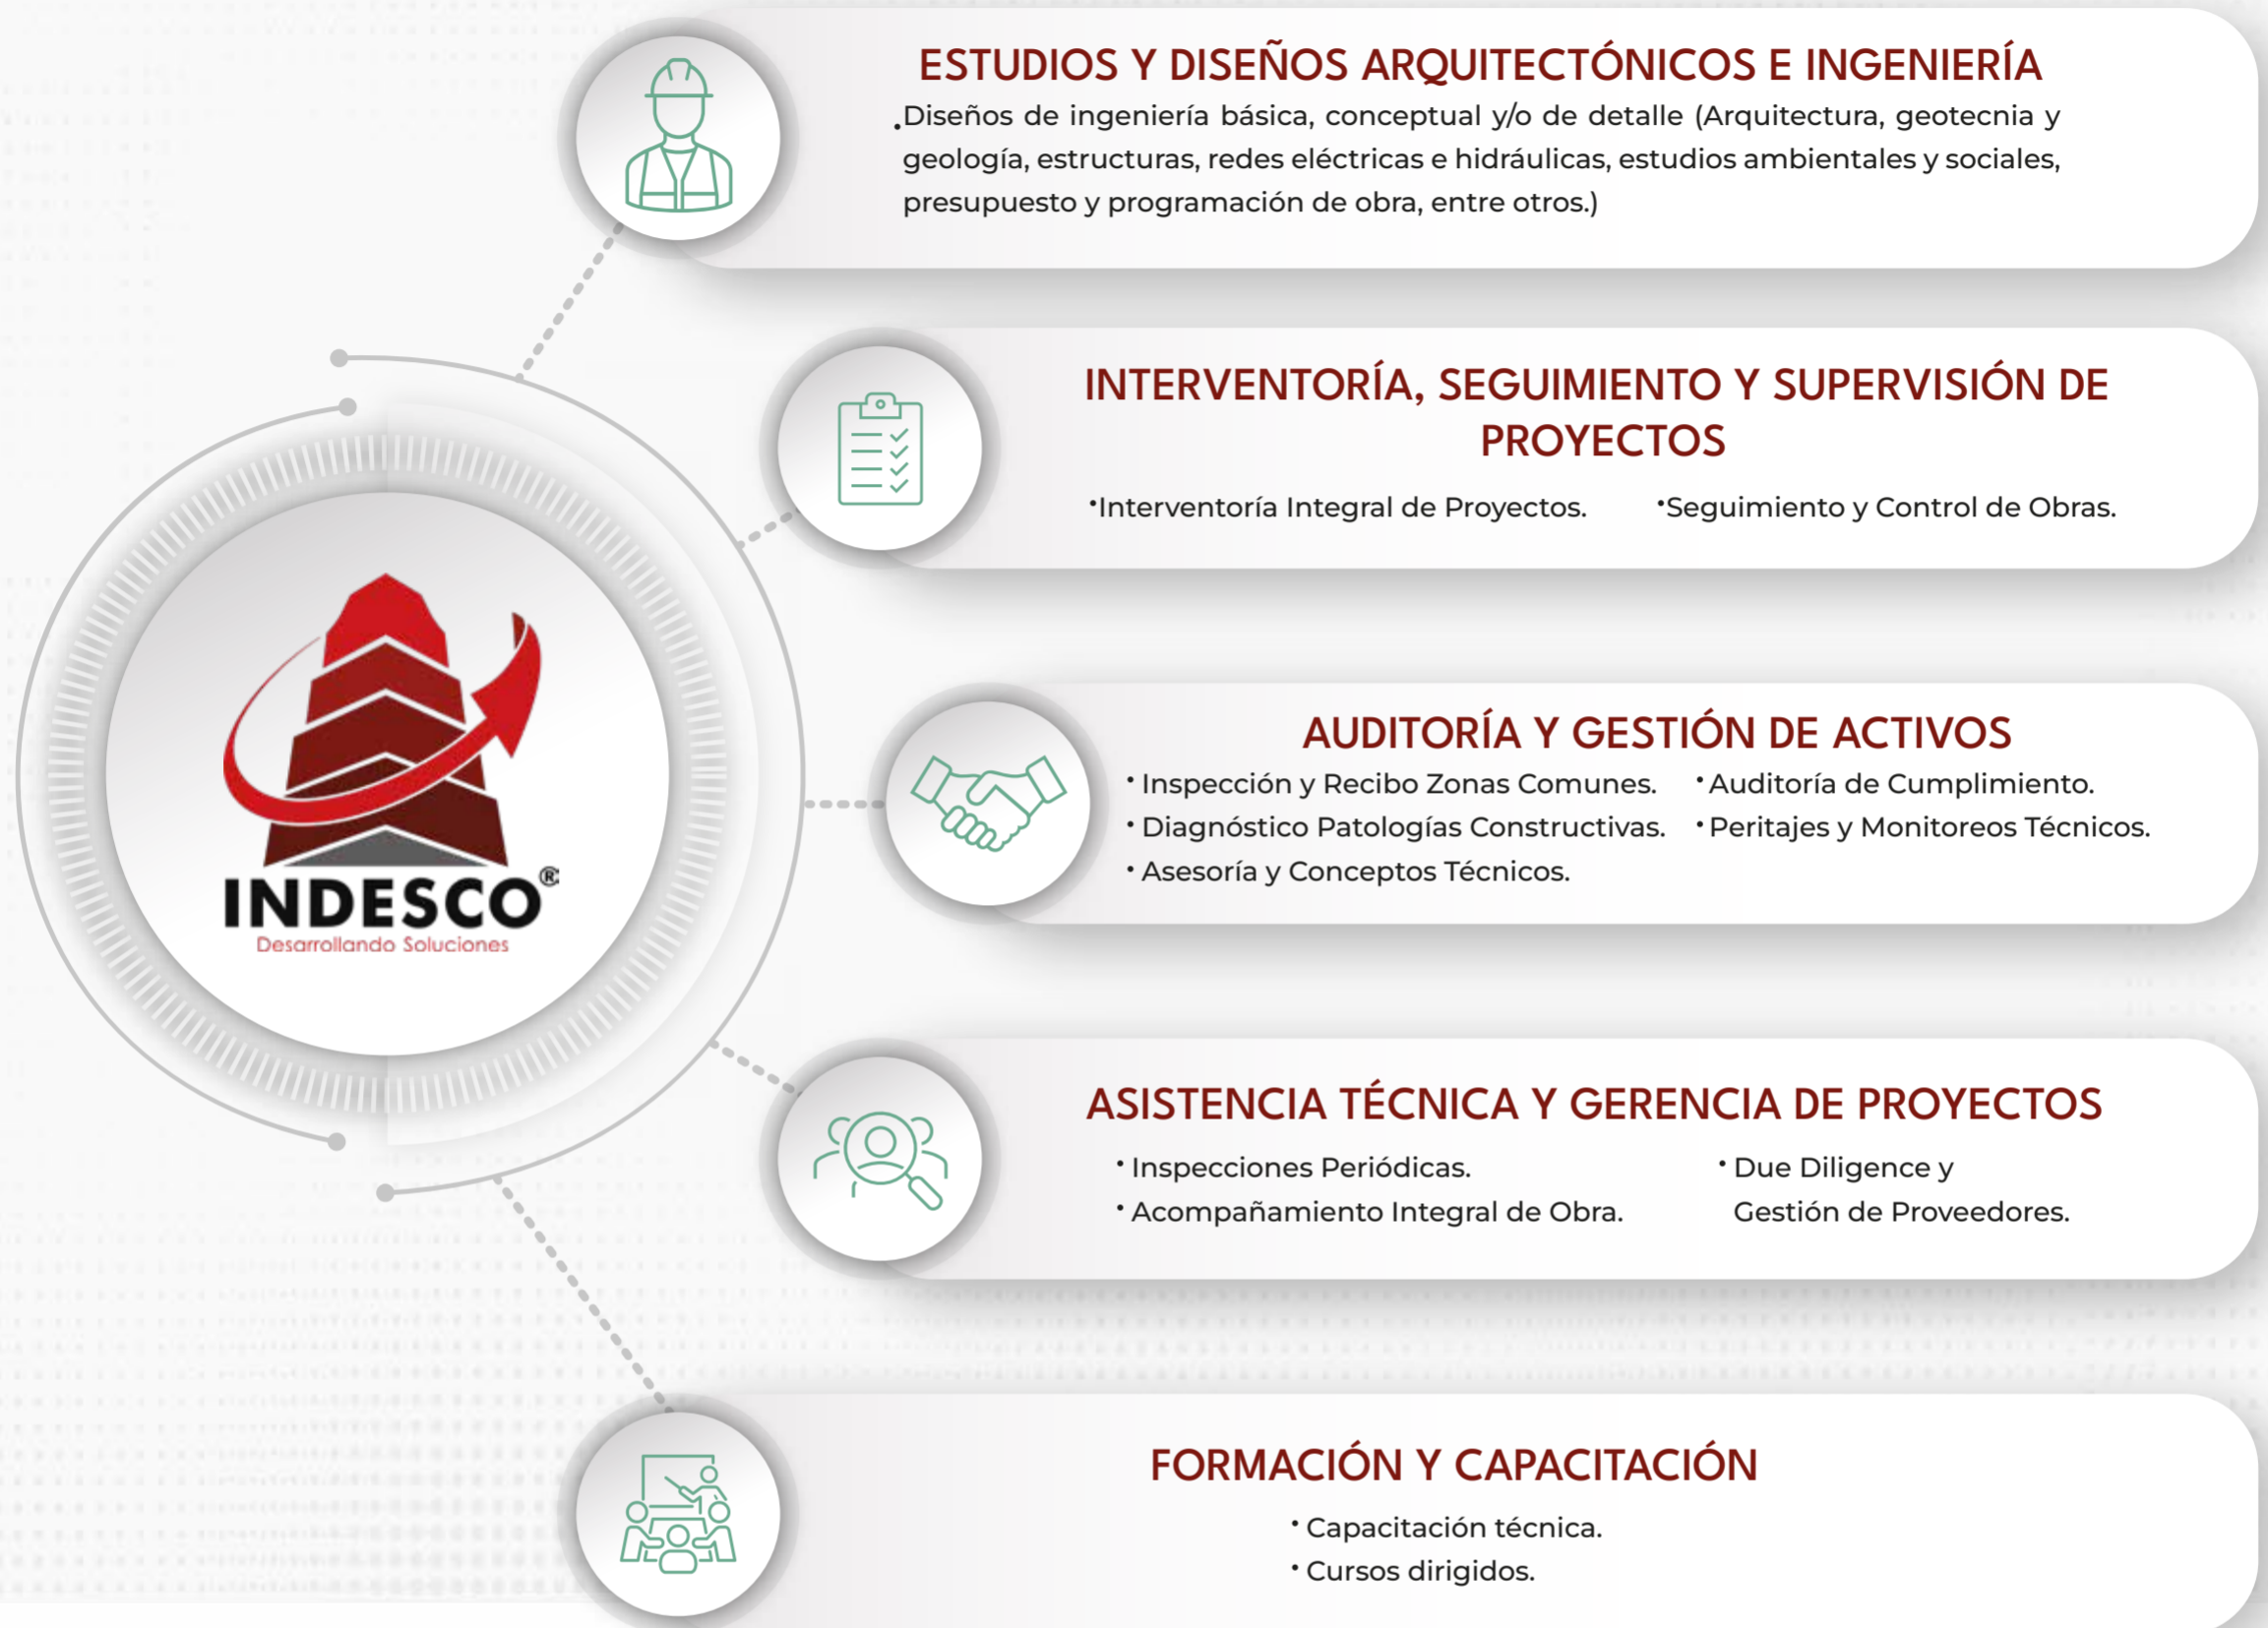 ESTUDIOS Y DISEÑOS ARQUITECTÓNICOS E INGENIERÍA
.Diseños de ingeniería básica, conceptual y/o de detalle (Arquitectura, geotecnia y
geología, estructuras, redes eléctricas e hidráulicas, estudios ambientales y sociales,
presupuesto y programación de obra, entre otros.)
INTERVENTORÍA, SEGUIMIENTO Y SUPERVISIÓN DE
PROYECTOS
•Interventoría Integral de Proyectos.
•Seguimiento y Control de Obras.
INDESCO®
Desarrollando Soluciones
AUDITORÍA Y GESTIÓN DE ACTIVOS
• Inspección y Recibo Zonas Comunes.
• Diagnóstico Patologías Constructivas.
• Asesoría y Conceptos Técnicos.
• Auditoría de Cumplimiento.
• Peritajes y Monitoreos Técnicos.
ASISTENCIA TÉCNICA Y GERENCIA DE PROYECTOS
• Inspecciones Periódicas.
• Acompañamiento Integral de Obra.
• Due Diligence y
Gestión de Proveedores.
FORMACIÓN Y CAPACITACIÓN
• Capacitación técnica.
• Cursos dirigidos.